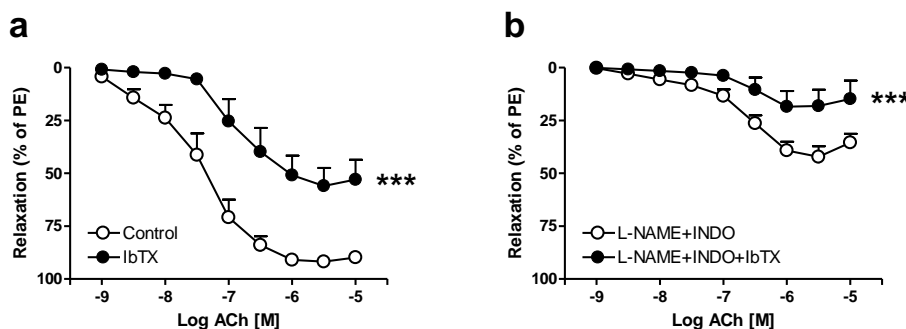 a
0
25
50
75
100
Relaxation (% of PE)
Control
IbTX
***
-9 -8 -7 -6 -5
Log ACh [M]
b
0
25
50
75
100
Relaxation (% of PE)
L-NAME+INDO
L-NAME+INDO+IbTX
***
-9 -8 -7 -6 -5
Log ACh [M]